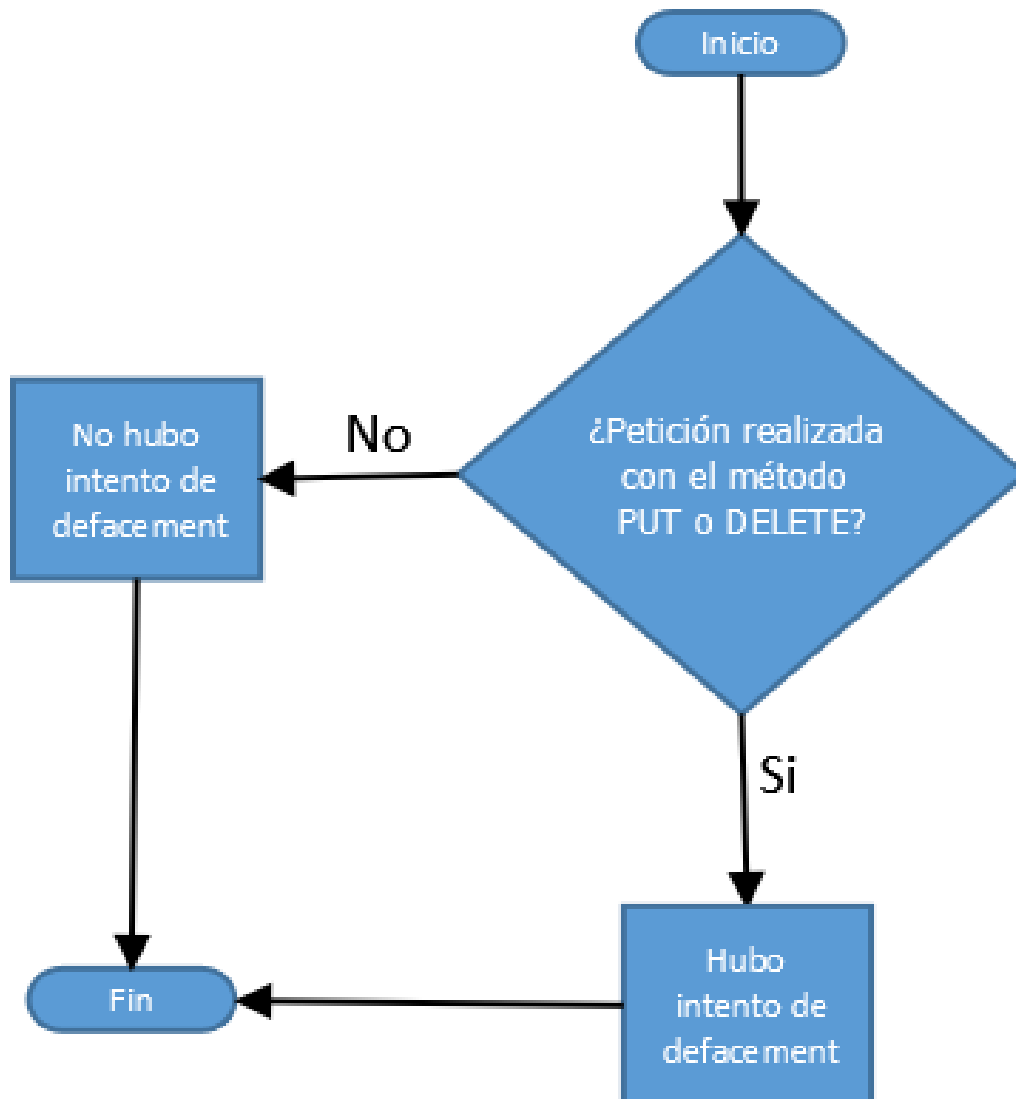 Inicio
¿Petición realizada
con el método
PUT o DELETE?
No
No hubo
intento de
defacement
Si
Hubo
intento de
defacement
Fin